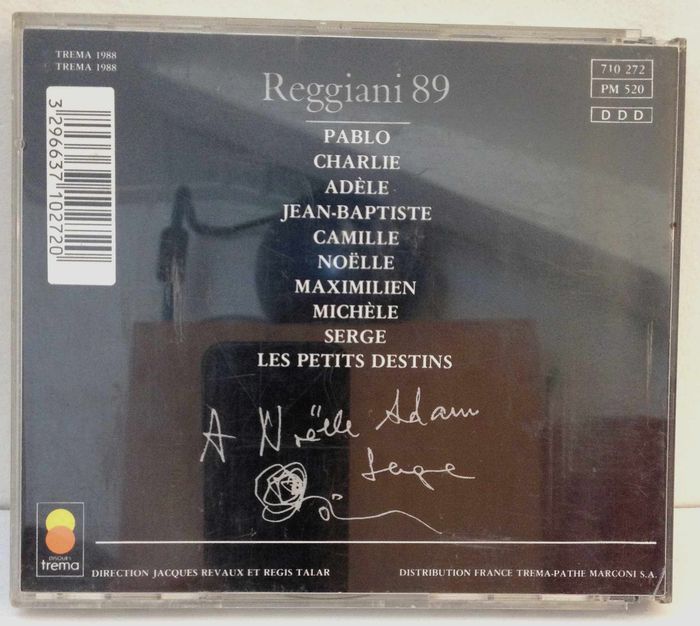 TREMA 1988
TREMA 1988
710 272
PM 520
DDD
Reggiani 89
PABLO
CHARLIE
ADÈLE
JEAN-BAPTISTE
CAMILLE
NOËLLE
MAXIMILIEN
MICHÈLE
SERGE
LES PETITS DESTINS
3 296637 102720
A Noëlle Adam
Serge
DISQUES
trema
DIRECTION JACQUES REVAUX ET REGIS TALAR
DISTRIBUTION FRANCE TREMA-PATHE MARCONI S.A.